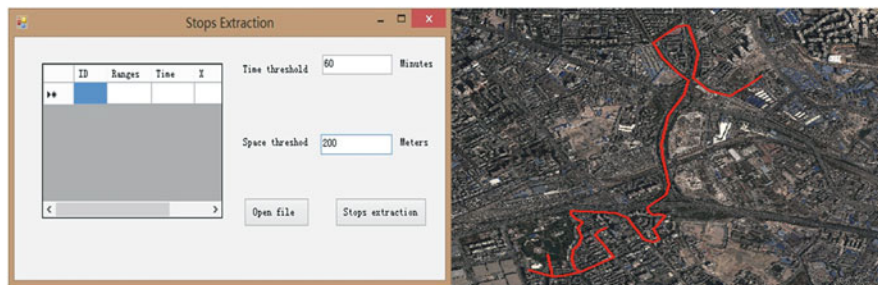 Stops Extraction
ID Ranges Time X
Time threshold 60 Minutes
Space threshod 200 Meters
Open file Stops extraction